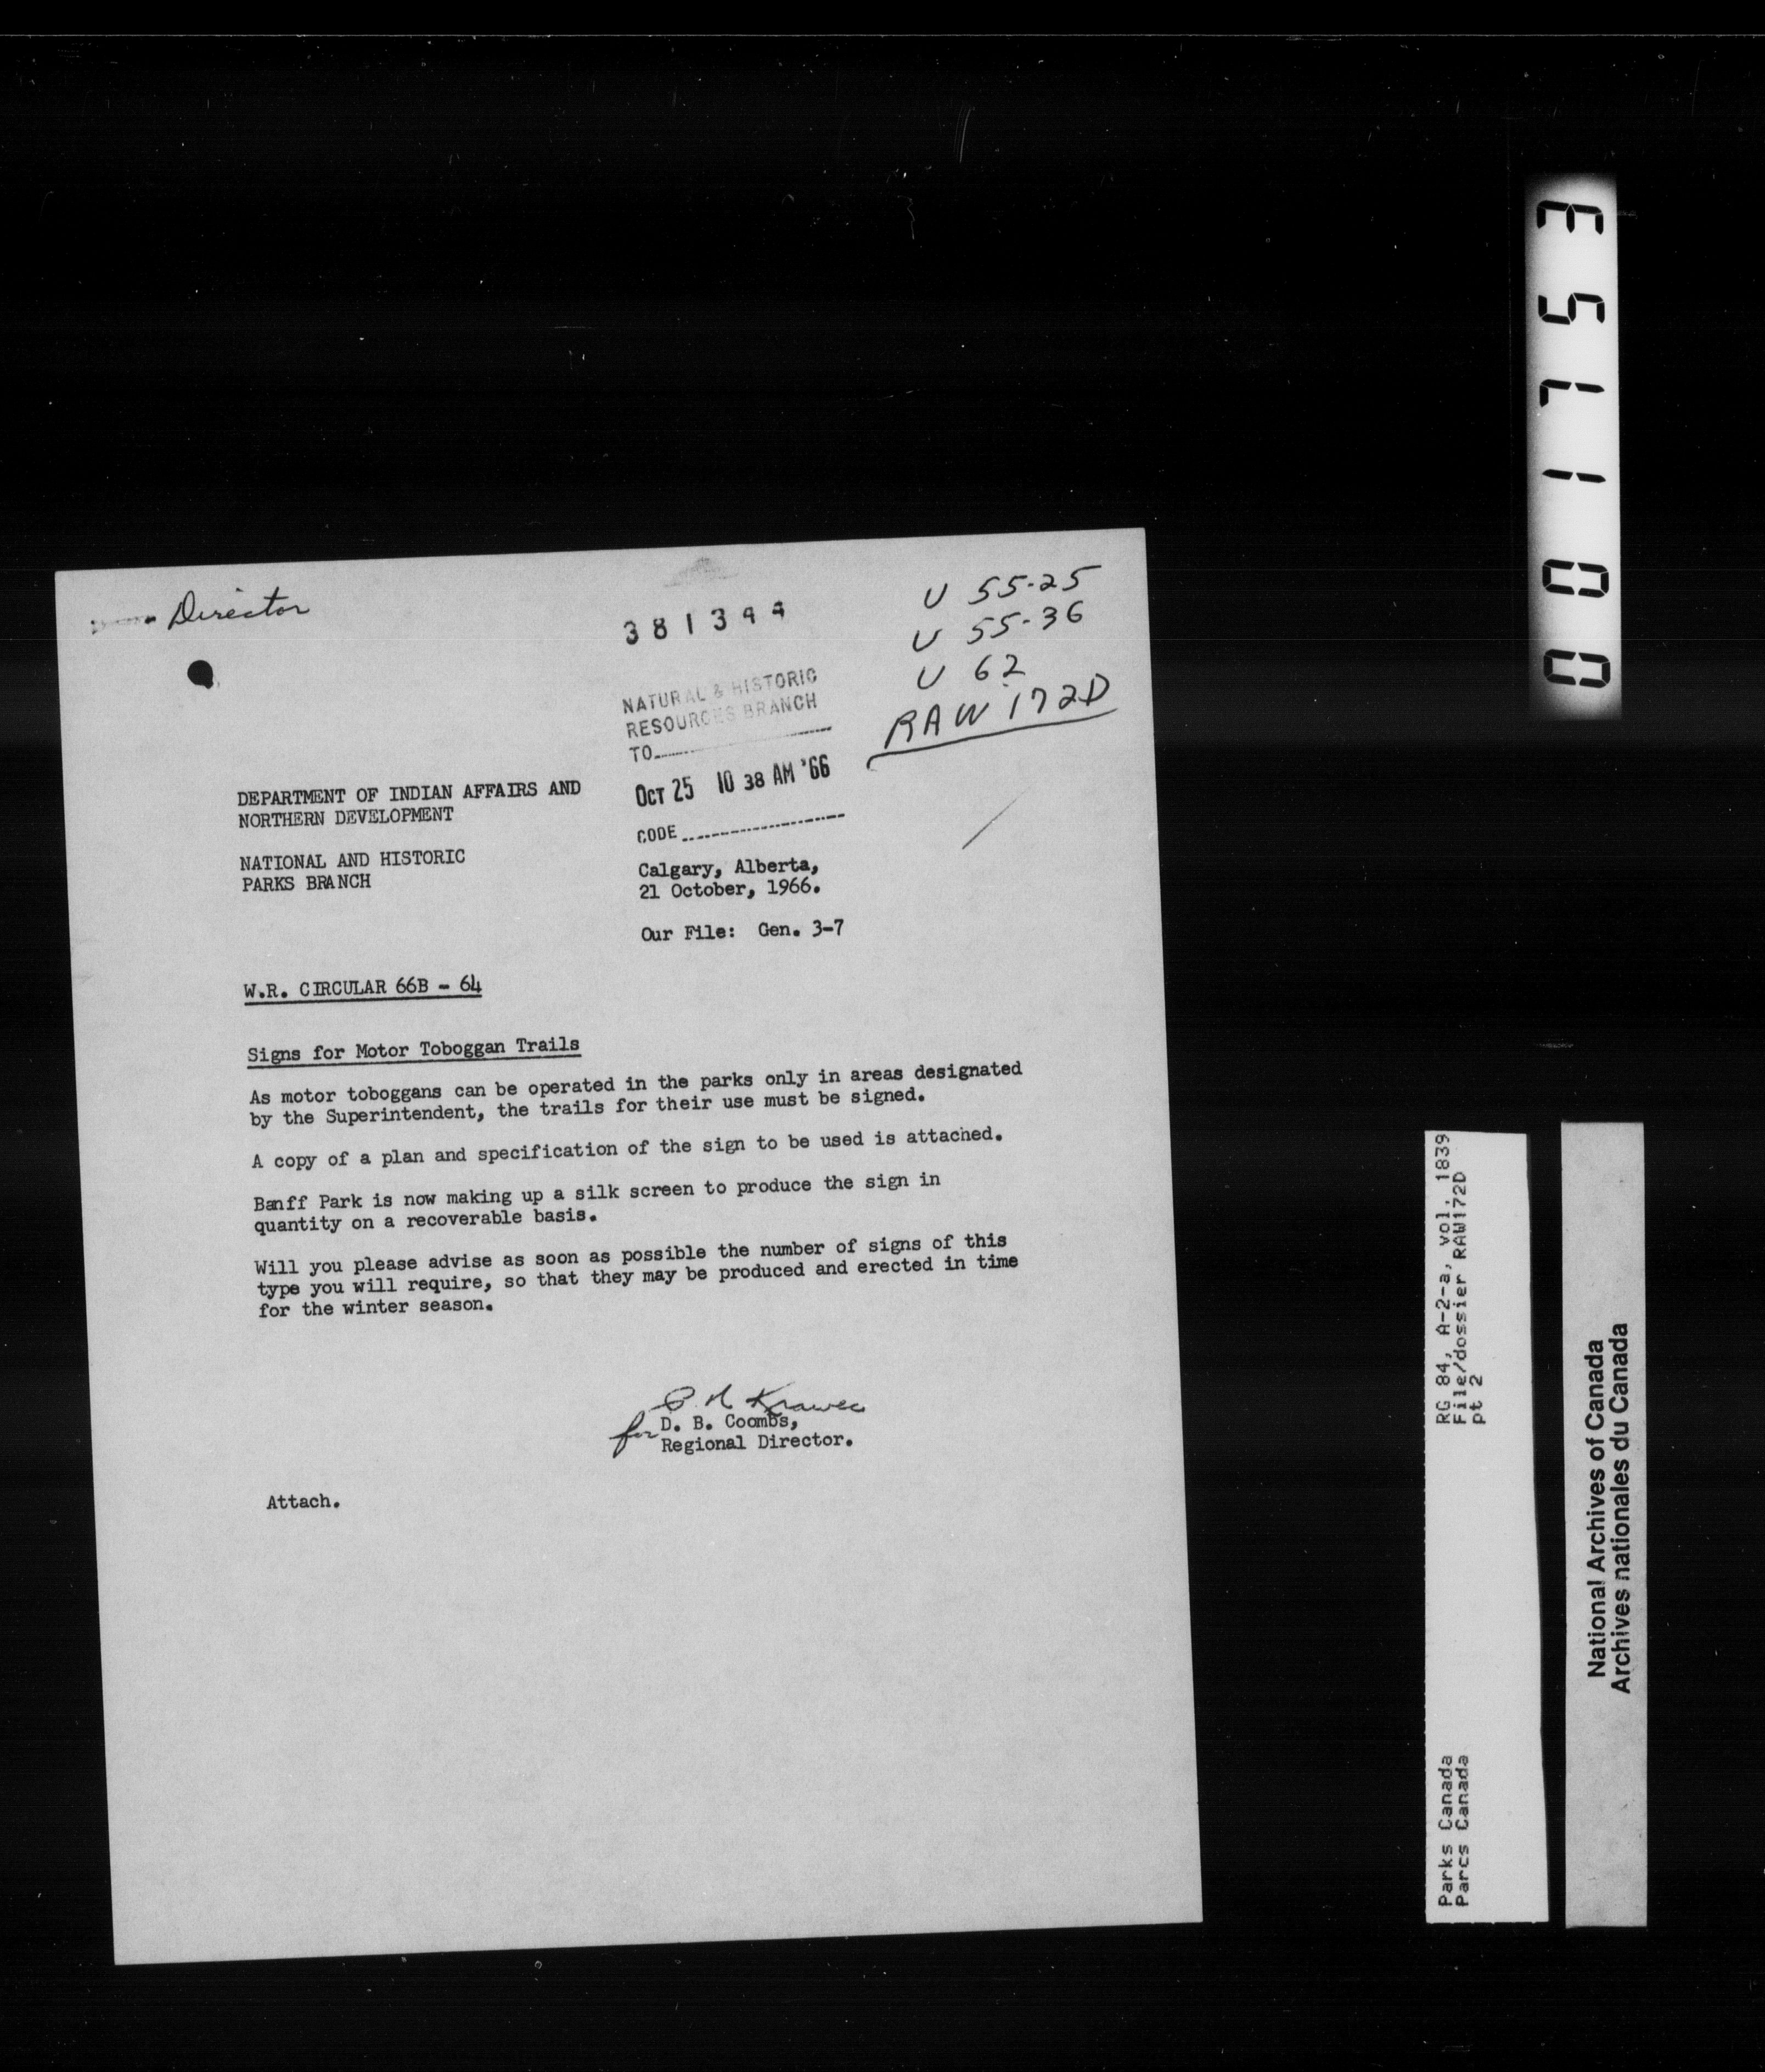 Director
381344
U 55-25
U 55-36
U 62
RAW 172D
NATURAL & HISTORIC
RESOURCES BRANCH
TO
OCT 25 10 38 AM '66
CODE
DEPARTMENT OF INDIAN AFFAIRS AND
NORTHERN DEVELOPMENT
NATIONAL AND HISTORIC
PARKS BRANCH
Calgary, Alberta,
21 October, 1966.
Our File: Gen. 3-7
W.R. CIRCULAR 66B - 64
Signs for Motor Toboggan Trails
As motor toboggans can be operated in the parks only in areas designated
by the Superintendent, the trails for their use must be signed.
A copy of a plan and specification of the sign to be used is attached.
Banff Park is now making up a silk screen to produce the sign in
quantity on a recoverable basis.
Will you please advise as soon as possible the number of signs of this
type you will require, so that they may be produced and erected in time
for the winter season.
Krawec
for D. B. Coombs,
Regional Director.
Attach.
RG 84, A-2-a, vol. 1839
File/dossier RAW172D
pt 2
Parks Canada
Parcs Canada
National Archives of Canada
Archives nationales du Canada